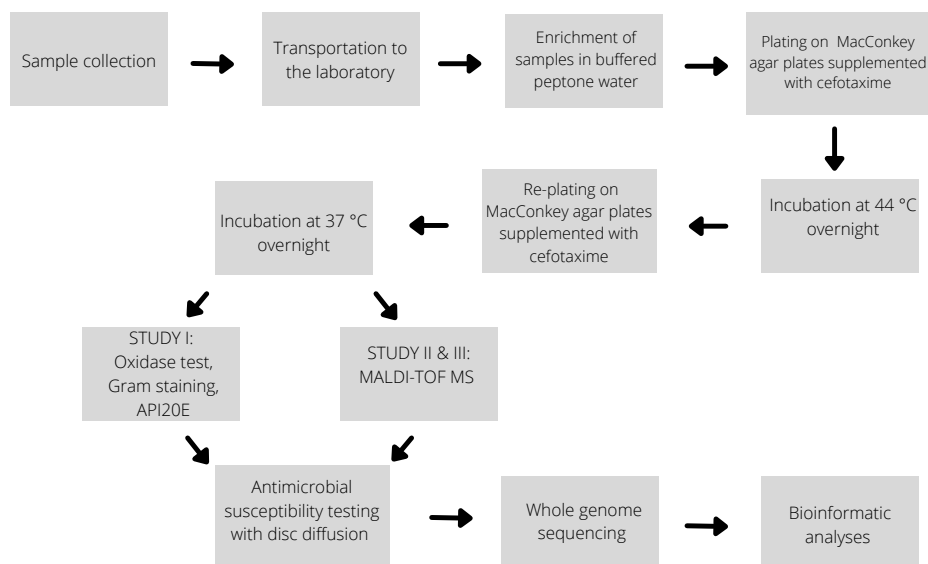 Sample collection
Transportation to
the laboratory
Enrichment of
samples in buffered
peptone water
Plating on MacConkey
agar plates supplemented
with cefotaxime
Incubation at 44 °C
overnight
Re-plating on
MacConkey agar plates
supplemented with
cefotaxime
Incubation at 37 °C
overnight
STUDY I:
Oxidase test,
Gram staining,
API20E
STUDY II & III:
MALDI-TOF MS
Antimicrobial
susceptibility testing
with disc diffusion
Whole genome
sequencing
Bioinformatic
analyses